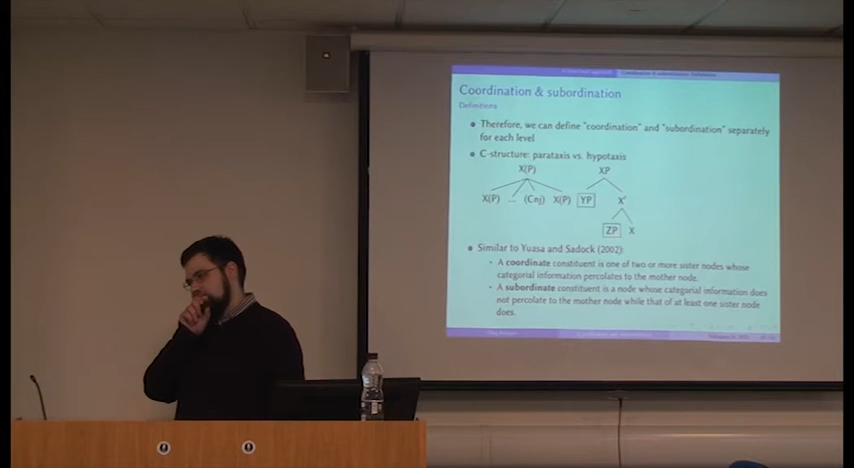 Coordination & subordination: Definitions
Coordination & subordination
Definitions
Therefore, we can define "coordination" and "subordination" separately
for each level
C-structure: parataxis vs. hypotaxis
X(P) XP
X(P) ... (Cnj) X(P) YP X'
ZP X
Similar to Yuasa and Sadock (2002):
A coordinate constituent is one of two or more sister nodes whose
categorial information percolates to the mother node.
A subordinate constituent is a node whose categorial information does
not percolate to the mother node while that of at least one sister node
does.